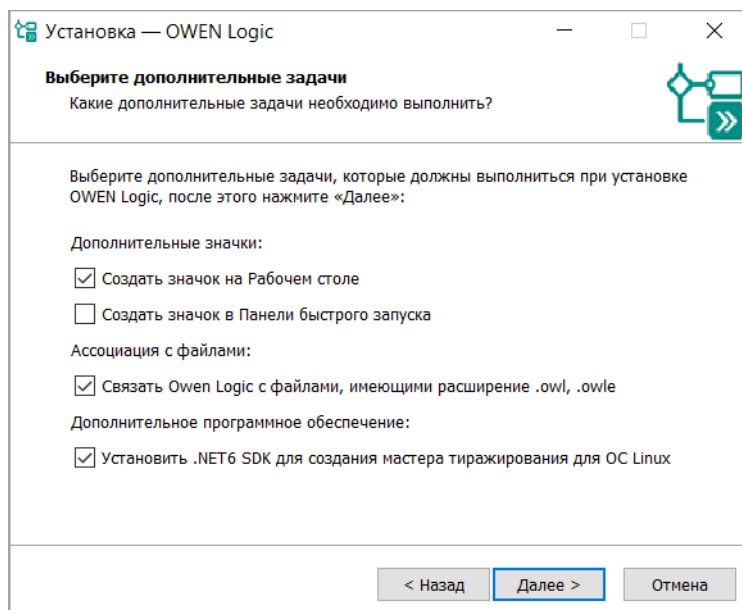 Установка — OWEN Logic
Выберите дополнительные задачи
Какие дополнительные задачи необходимо выполнить?
Выберите дополнительные задачи, которые должны выполниться при установке
OWEN Logic, после этого нажмите «Далее»:
Дополнительные значки:
Создать значок на Рабочем столе
Создать значок в Панели быстрого запуска
Ассоциация с файлами:
Связать Owen Logic с файлами, имеющими расширение .owl, .owle
Дополнительное программное обеспечение:
Установить .NET6 SDK для создания мастера тиражирования для ОС Linux
< Назад
Далее >
Отмена